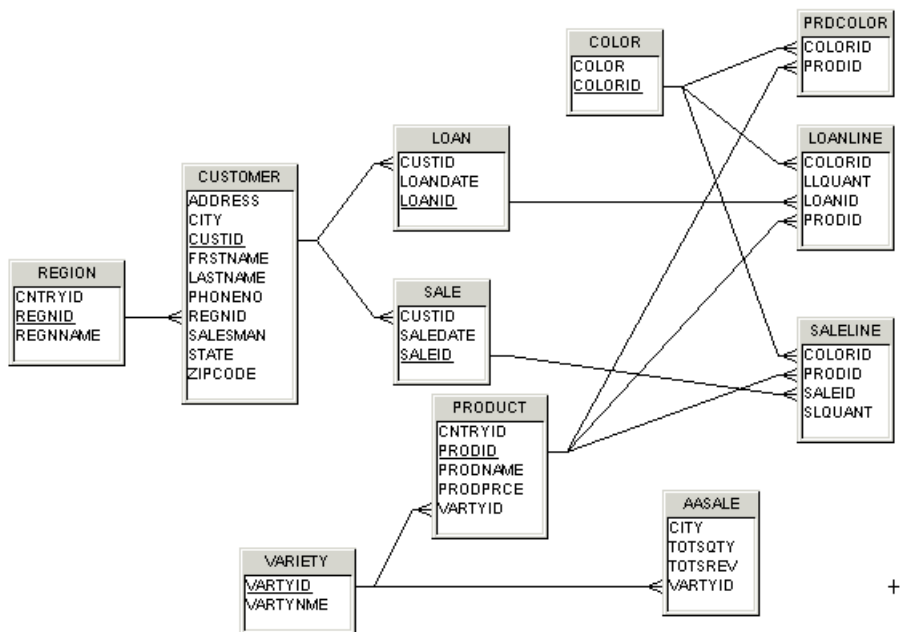 PRDCOLOR
COLORID
PRODID
COLOR
COLOR
COLORID
LOAN
CUSTID
LOANDATE
LOANID
LOANLINE
COLORID
LLQUANT
LOANID
PRODID
CUSTOMER
ADDRESS
CITY
CUSTID
FRSTNAME
LASTNAME
PHONENO
REGNID
SALESMAN
STATE
ZIPCODE
REGION
CNTRYID
REGNID
REGNNAME
SALE
CUSTID
SALEDATE
SALEID
SALELINE
COLORID
PRODID
SALEID
SLQUANT
PRODUCT
CNTRYID
PRODID
PRODNAME
PRODPRCE
VARTYID
AASALE
CITY
TOTSQTY
TOTSREV
VARTYID
VARIETY
VARTYID
VARTYNME